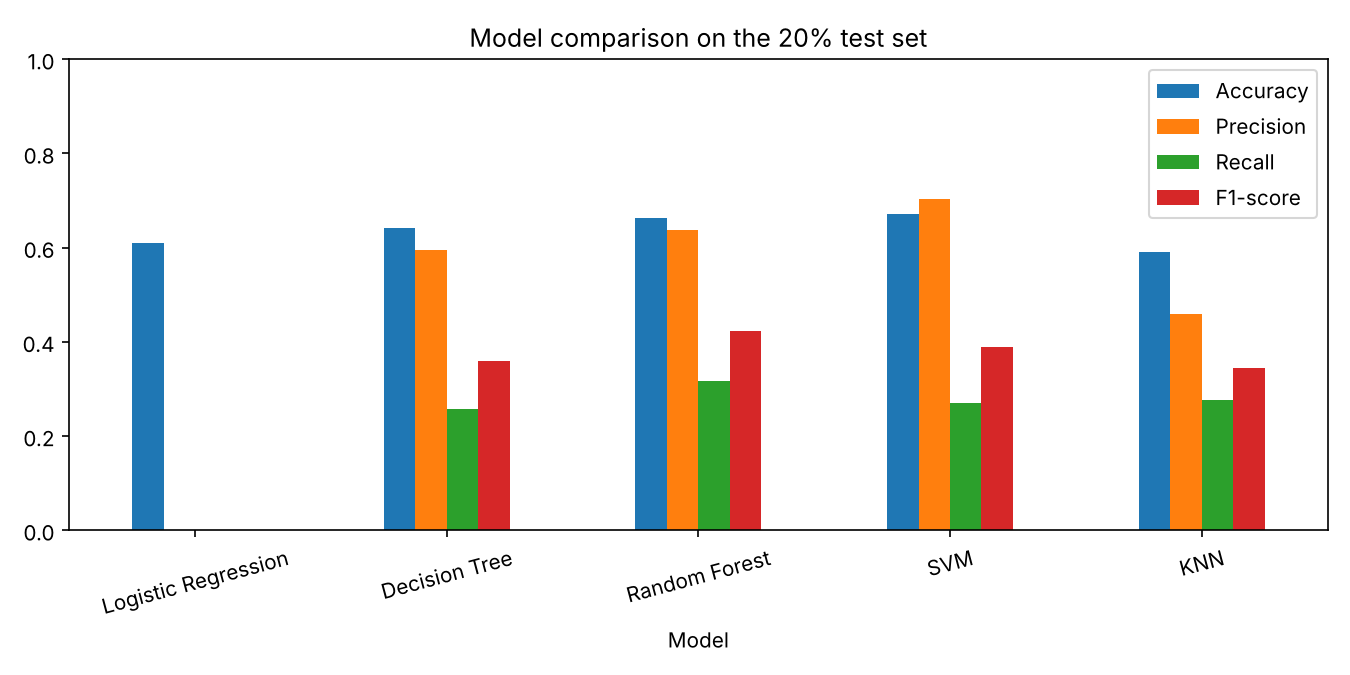 Model comparison on the 20% test set
1.0
0.8
0.6
0.4
0.2
0.0
Accuracy
Precision
Recall
F1-score
Logistic Regression
Decision Tree
Random Forest
SVM
KNN
Model